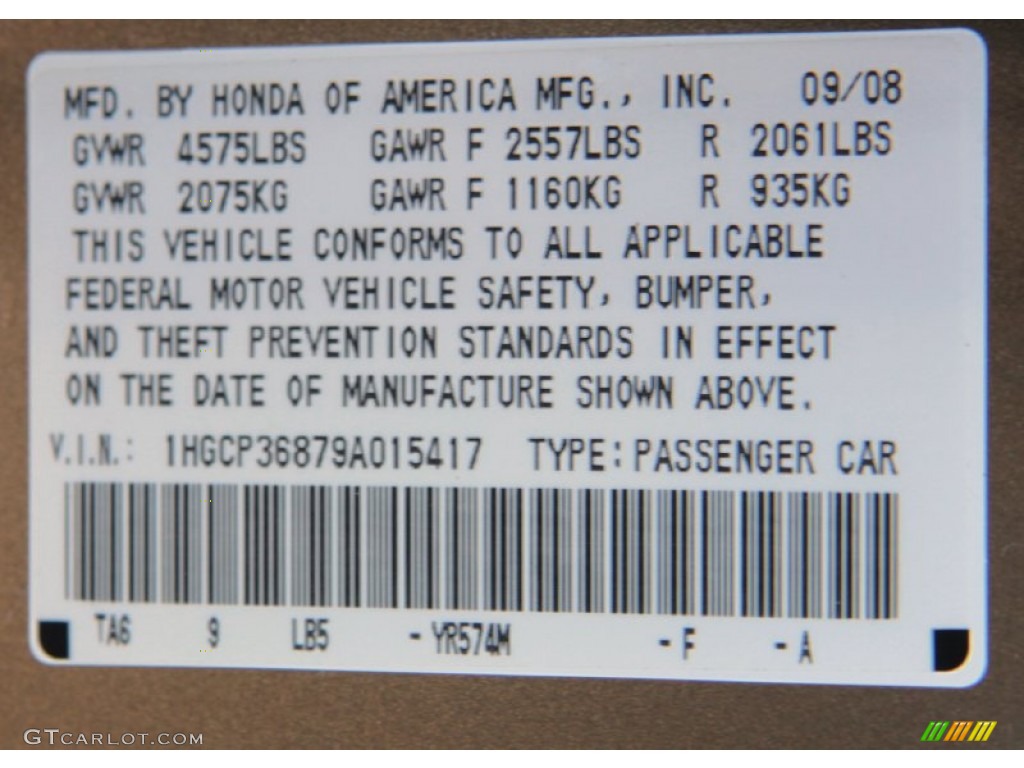 MFD. BY HONDA OF AMERICA MFG., INC. 09/08
GVWR 4575LBS GAWR F 2557LBS R 2061LBS
GVWR 2075KG GAWR F 1160KG R 935KG
THIS VEHICLE CONFORMS TO ALL APPLICABLE
FEDERAL MOTOR VEHICLE SAFETY, BUMPER,
AND THEFT PREVENTION STANDARDS IN EFFECT
ON THE DATE OF MANUFACTURE SHOWN ABOVE.
V.I.N.: 1HGCP36879A015417 TYPE:PASSENGER CAR
TA6 9 LB5 -YR574M -F -A
GTCARLOT.COM